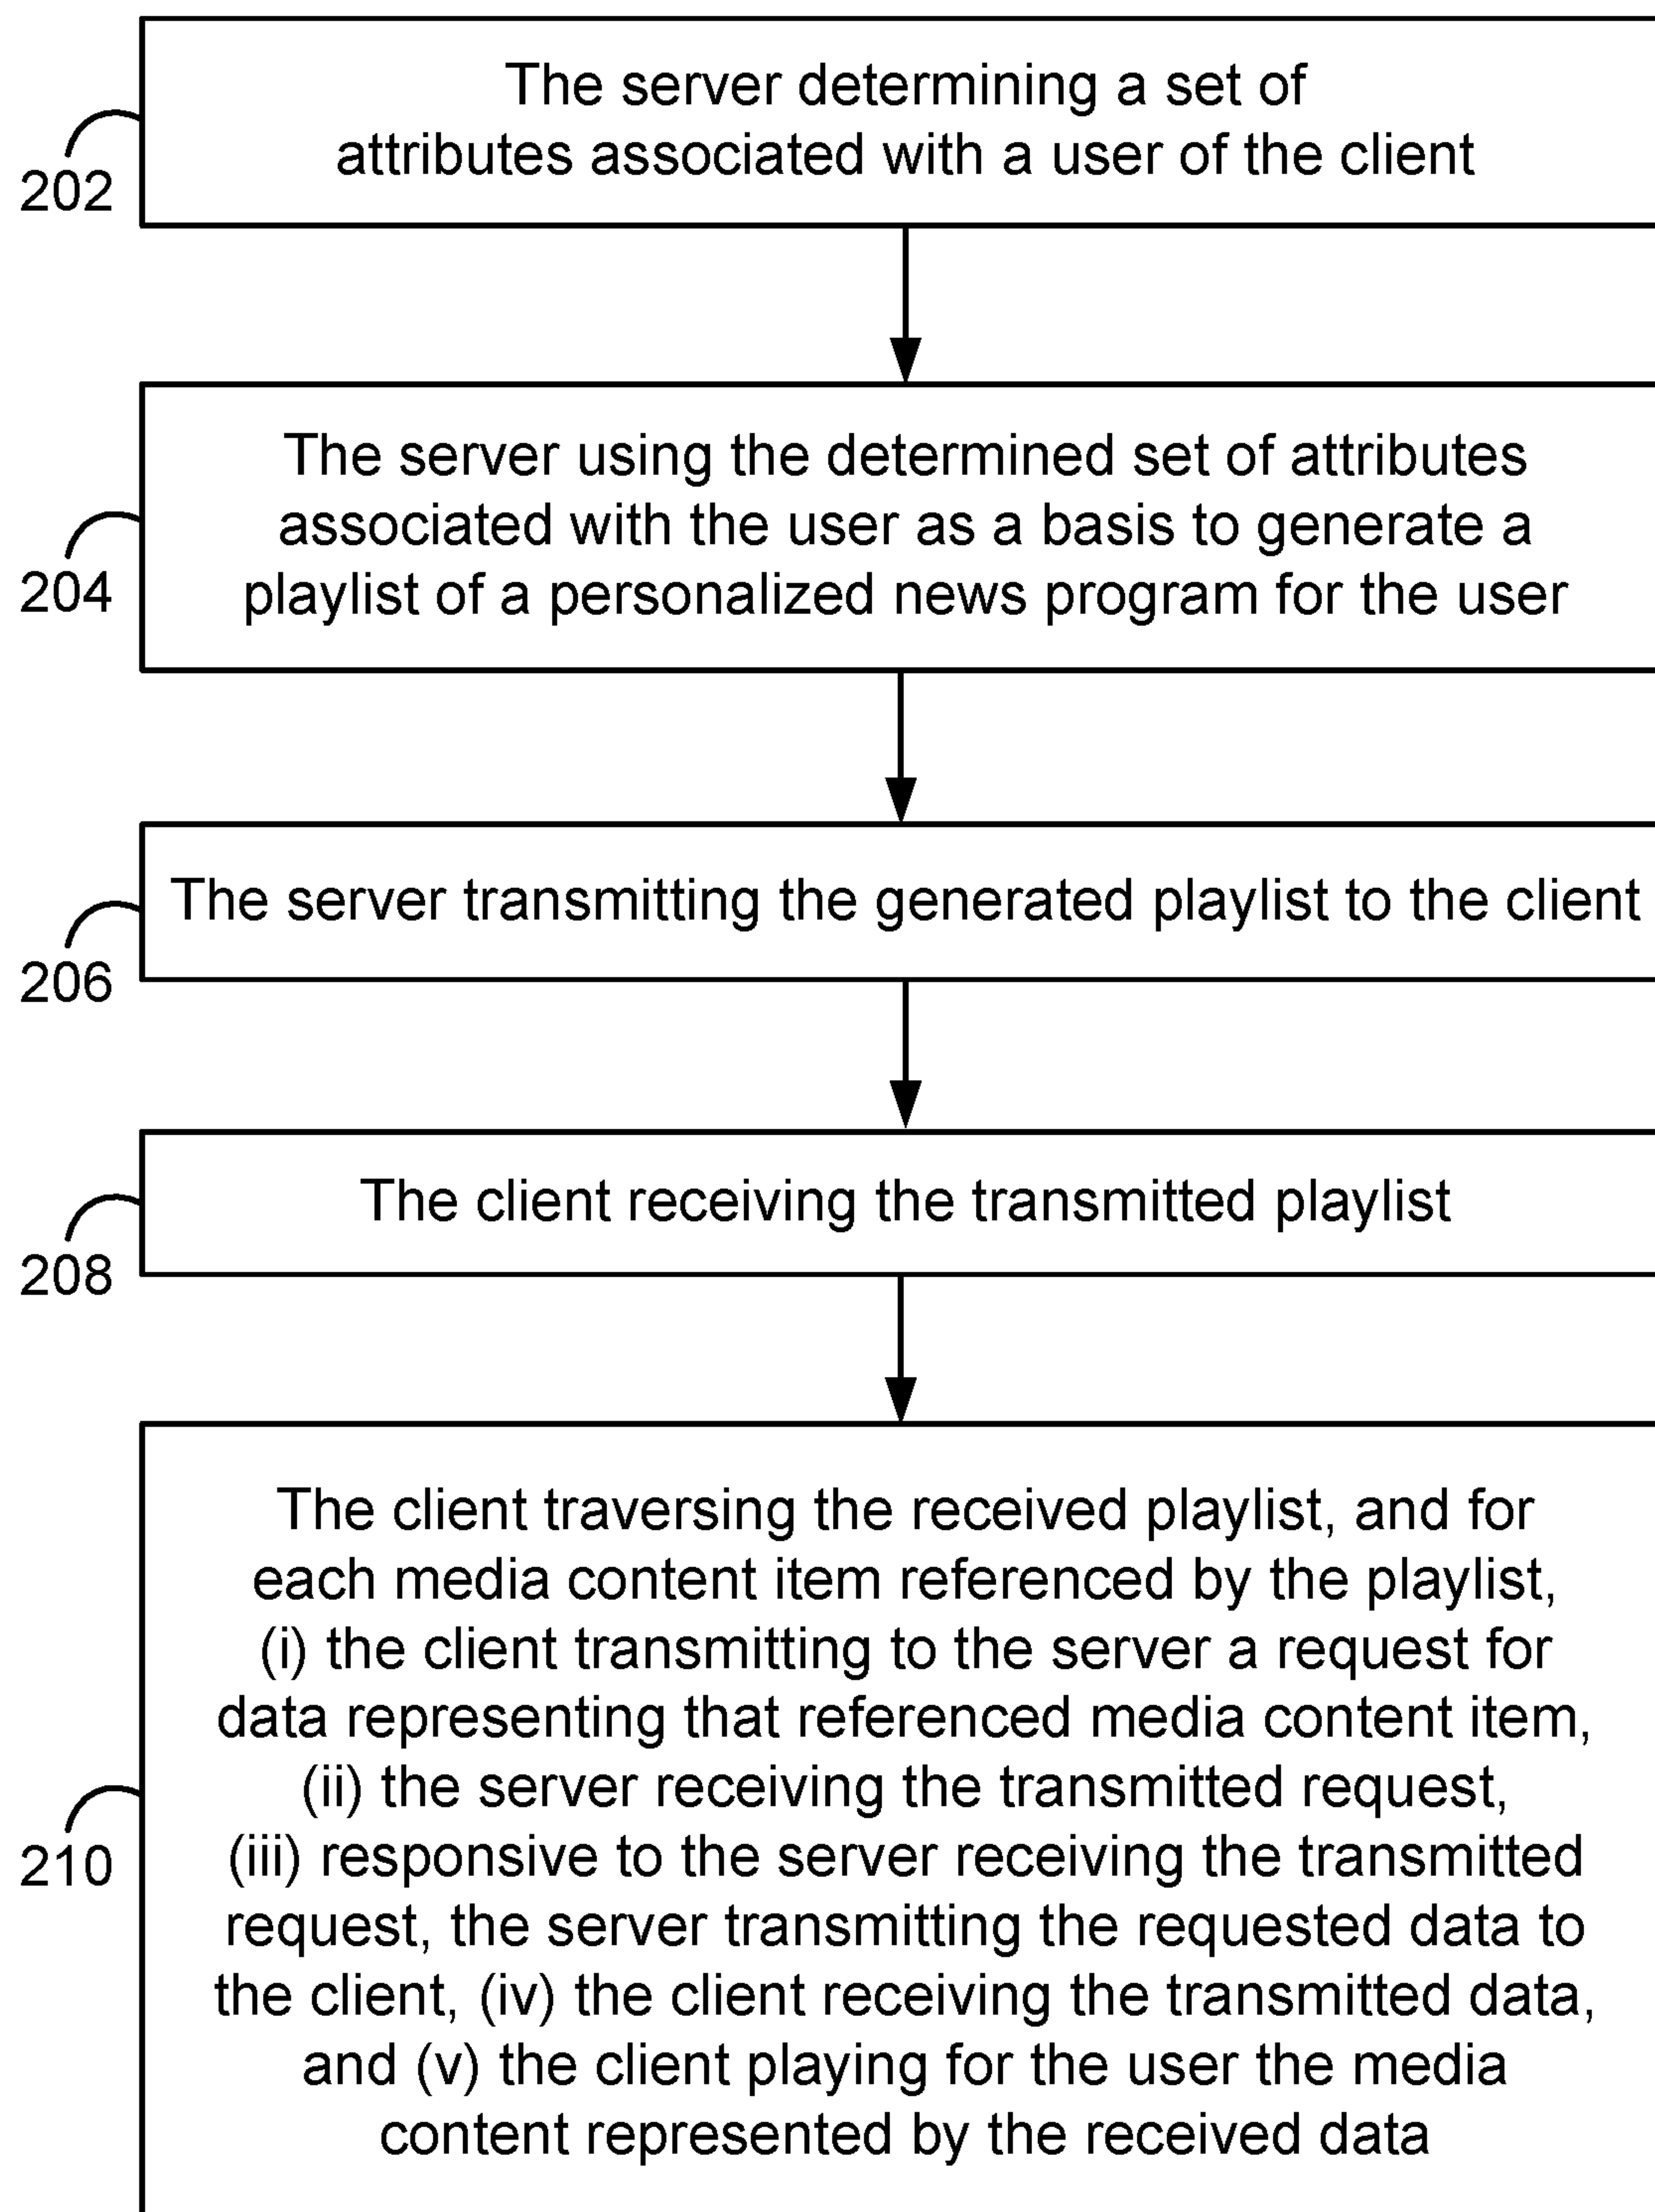 The server determining a set of
attributes associated with a user of the client
202
The server using the determined set of attributes
associated with the user as a basis to generate a
playlist of a personalized news program for the user
204
The server transmitting the generated playlist to the client
206
The client receiving the transmitted playlist
208
The client traversing the received playlist, and for
each media content item referenced by the playlist,
(i) the client transmitting to the server a request for
data representing that referenced media content item,
(ii) the server receiving the transmitted request,
(iii) responsive to the server receiving the transmitted
request, the server transmitting the requested data to
the client, (iv) the client receiving the transmitted data,
and (v) the client playing for the user the media
content represented by the received data
210